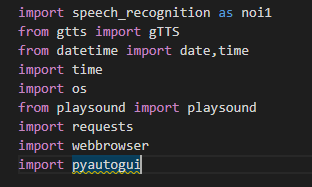 import speech_recognition as noi1
from gtts import gTTS
from datetime import date,time
import time
import os
from playsound import playsound
import requests
import webbrowser
import pyautogui